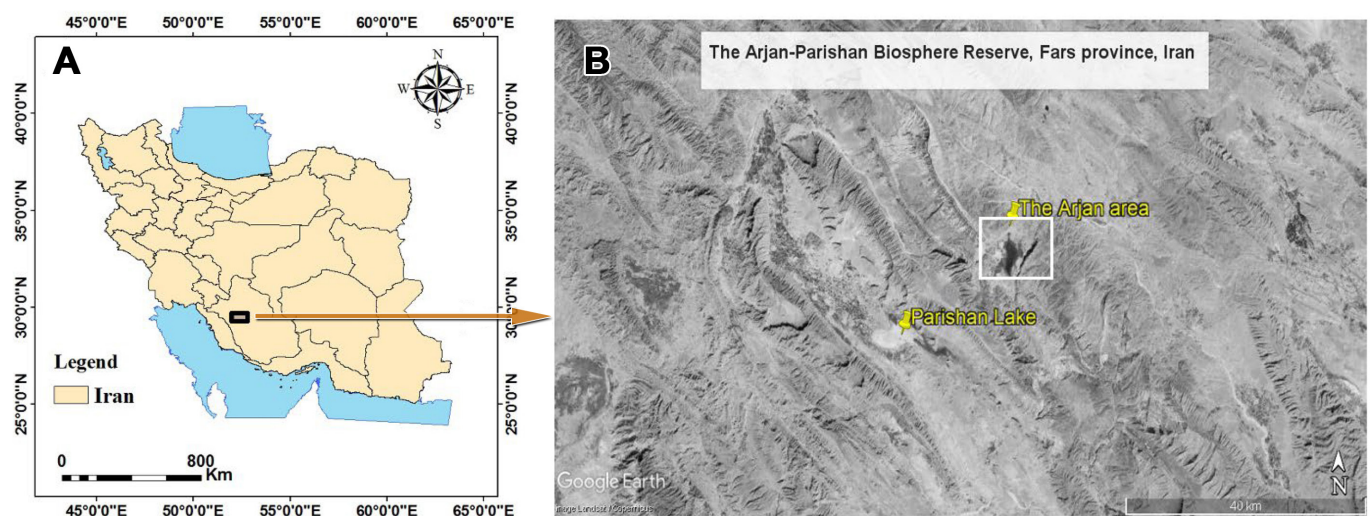 45°0'0"E 50°0'0"E 55°0'0"E 60°0'0"E 65°0'0"E
A
N
W E
S
40°0'0"N
35°0'0"N
30°0'0"N
25°0'0"N
40°0'0"N
35°0'0"N
30°0'0"N
25°0'0"N
Legend
Iran
0 800
Km
45°0'0"E 50°0'0"E 55°0'0"E 60°0'0"E 65°0'0"E
B
The Arjan-Parishan Biosphere Reserve, Fars province, Iran
The Arjan area
Parishan Lake
Google Earth
Image Landsat / Copernicus
N
40 km